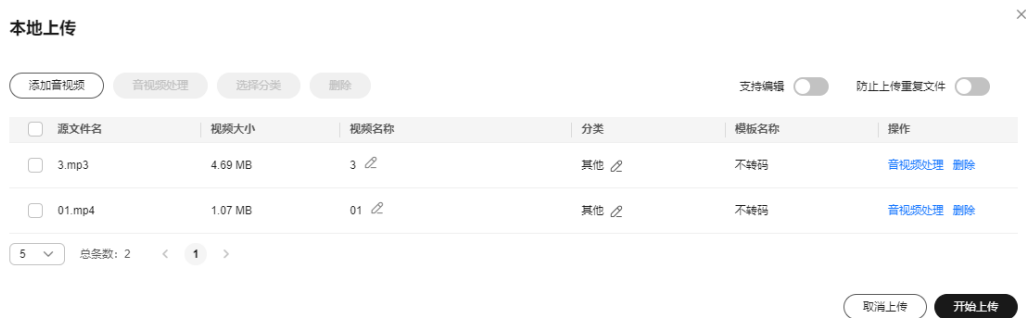 本地上传
添加音视频 音视频处理 选择分类 删除 支持编辑 防止上传重复文件
源文件名 视频大小 视频名称 分类 模板名称 操作
3.mp3 4.69 MB 3 其他 不转码 音视频处理 删除
01.mp4 1.07 MB 01 其他 不转码 音视频处理 删除
5 总条数: 2 < 1 >
取消上传 开始上传